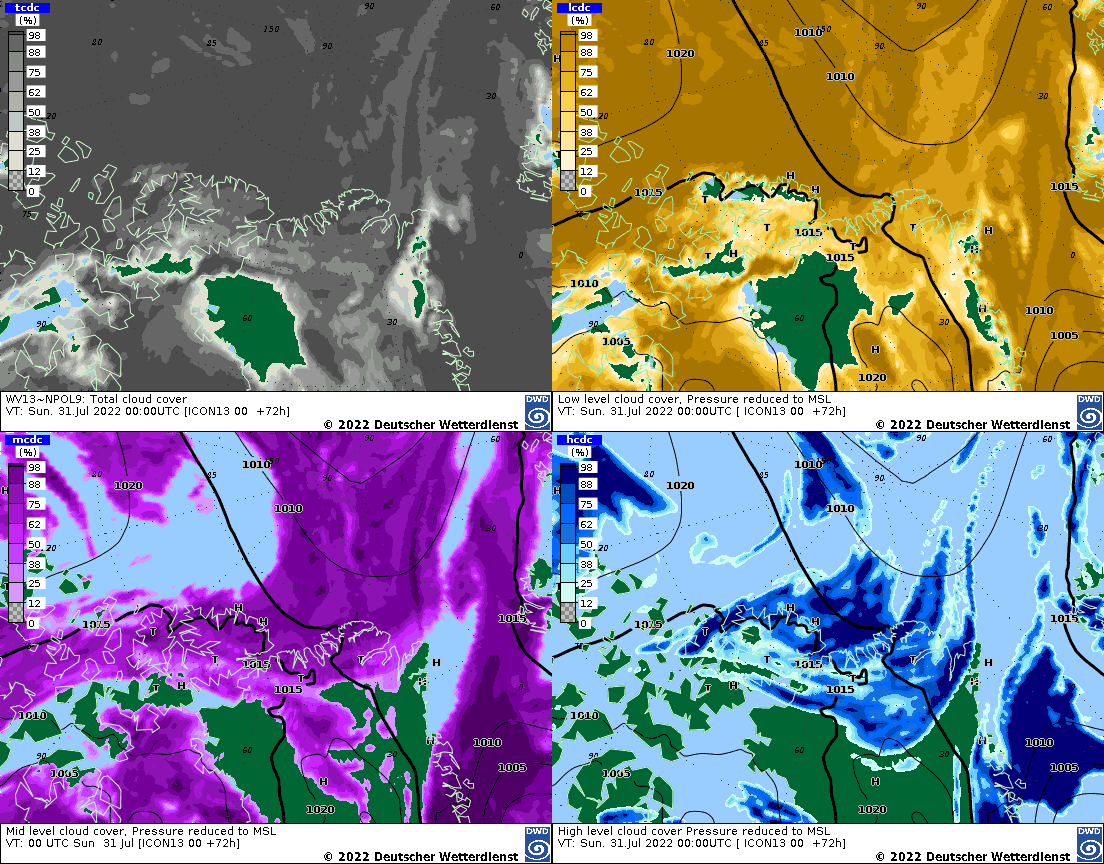 tcdc
(%)
98
88
75
62
50
38
25
12
0
80
85
150
90
90
60
30
20
75
0
90
60
30
WV13~NPOL9: Total cloud cover
VT: Sun. 31.Jul 2022 00:00UTC [ICON13 00 +72h]
© 2022 Deutscher Wetterdienst
DWD
lcdc
(%)
98
88
75
62
50
38
25
12
0
H
80
1020
85
1010
90
90
1010
60
30
1015
T
H
H
T
1015
T
1015
T
H
H
1015
0
T
H
1010
60
30
H
1010
1005
1005
H
1020
Low level cloud cover, Pressure reduced to MSL
VT: Sun. 31.Jul 2022 00:00UTC [ ICON13 00 +72h]
© 2022 Deutscher Wetterdienst
DWD
mcdc
(%)
98
88
75
62
50
38
25
12
0
H
80
1020
85
1010
90
90
1010
60
30
20
1015
T
H
H
T
1015
T
1015
T
H
1015
0
T
H
1010
90
60
30
H
1010
1005
1005
H
1020
Mid level cloud cover, Pressure reduced to MSL
VT: 00 UTC Sun 31 Jul [ICON13 00 +72h]
© 2022 Deutscher Wetterdienst
DWD
hcdc
(%)
98
88
75
62
50
38
25
12
0
80
1020
85
1010
90
90
1010
60
30
20
1015
T
H
H
T
1015
T
1015
T
H
1015
0
T
H
1010
60
30
H
1010
1005
1005
H
1020
High level cloud cover Pressure reduced to MSL
VT: Sun. 31.Jul 2022 00:00UTC [ ICON13 00 +72h]
© 2022 Deutscher Wetterdienst
DWD